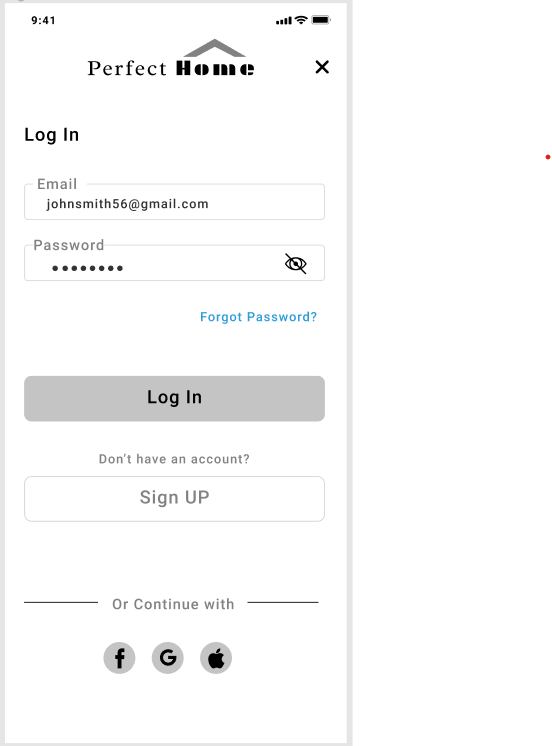 9:41
Perfect Home
Log In
Email
johnsmith56@gmail.com
Password
Forgot Password?
Log In
Don't have an account?
Sign UP
Or Continue with